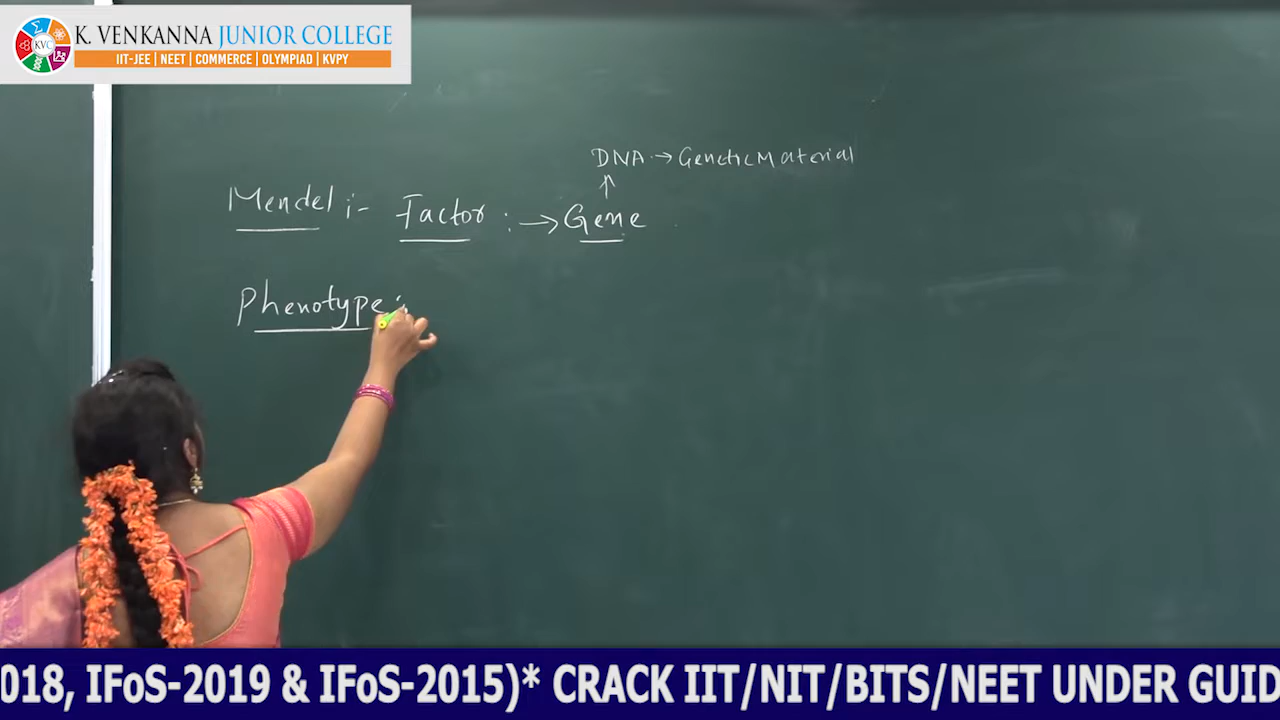 KVC
K. VENKANNA JUNIOR COLLEGE
IIT-JEE | NEET | COMMERCE | OLYMPIAD | KVPY
DNA → Genetic Material
↑
Mendel :- Factor : → Gene
Phenotype :
018, IFoS-2019 & IFoS-2015)* CRACK IIT/NIT/BITS/NEET UNDER GUID